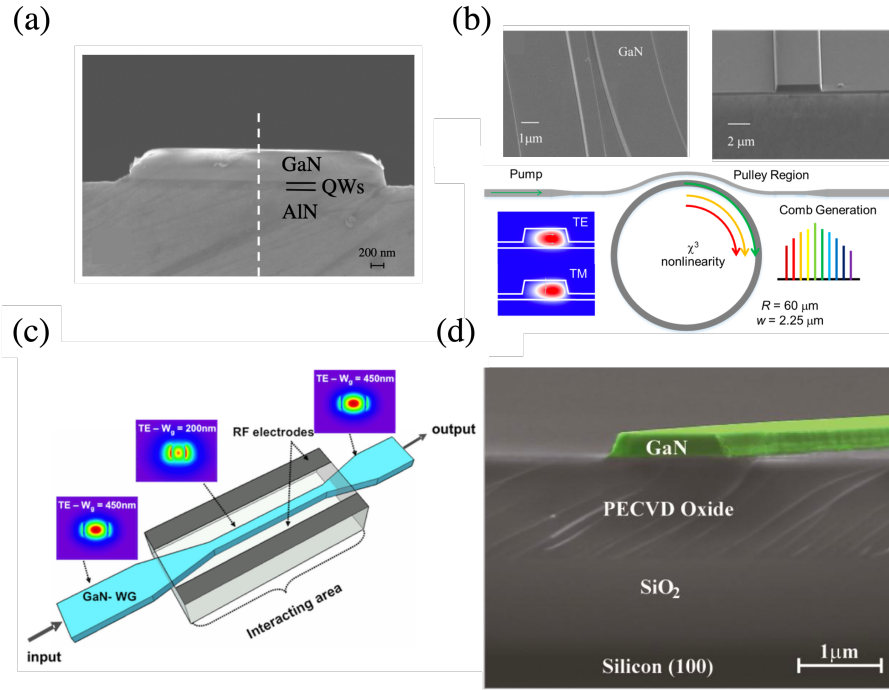 (a)
GaN
QWs
AlN
200 nm
(b)
GaN
1μm
2 μm
Pump
Pulley Region
TE
TM
χ³
nonlinearity
Comb Generation
R = 60 μm
w = 2.25 μm
(c)
TE – Wg = 450nm
TE – Wg = 200nm
TE – Wg = 450nm
RF electrodes
output
GaN- WG
Interacting area
input
(d)
GaN
PECVD Oxide
SiO₂
Silicon (100)
1μm